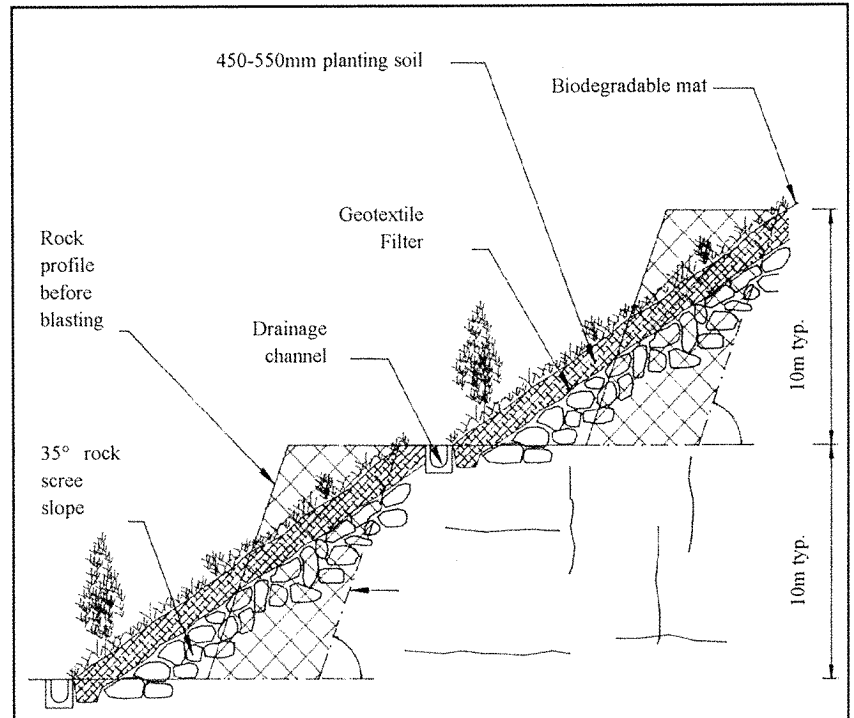 450-550mm planting soil
Biodegradable mat
Geotextile
Filter
Rock
profile
before
blasting
Drainage
channel
35° rock
scree
slope
10m typ.
10m typ.